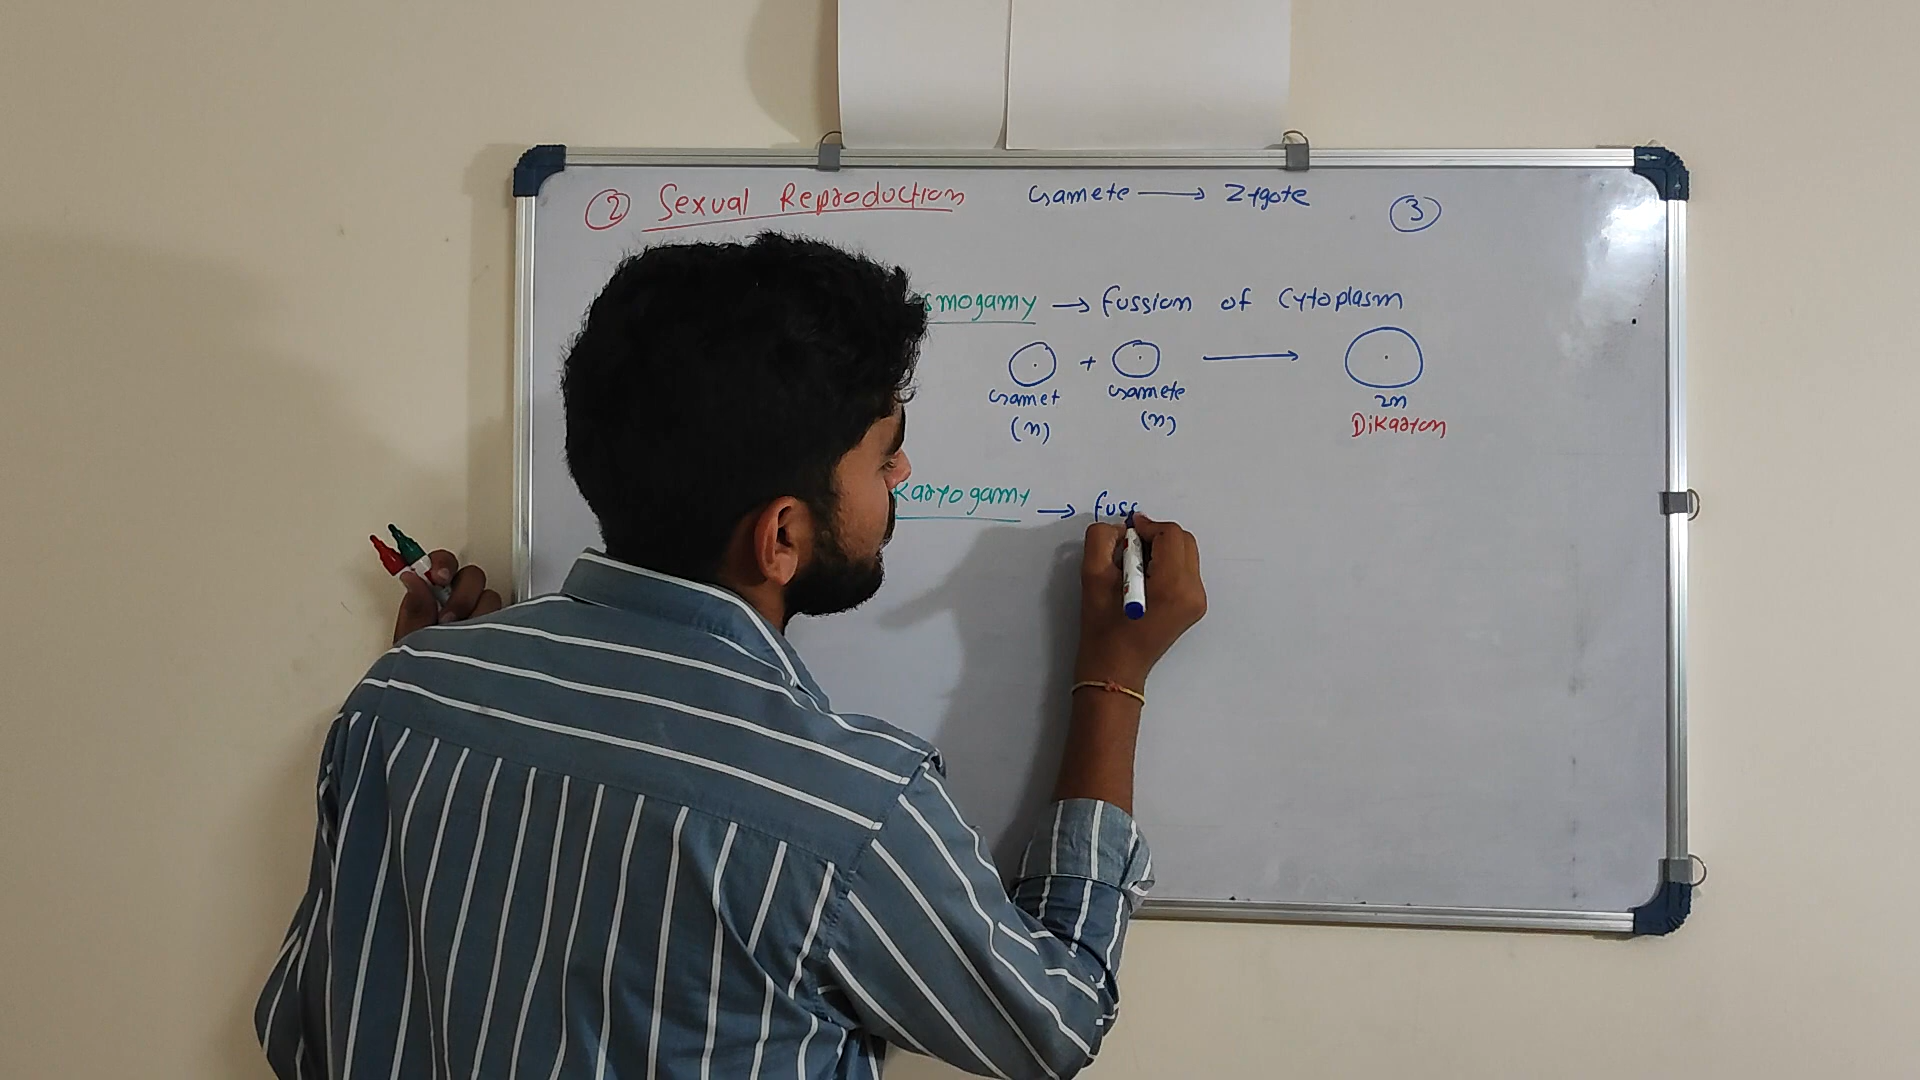 ② Sexual Reproduction Gamete → Zygote ③
smogamy → fussion of Cytoplasm
+ →
Gamet Gamete 2n
(n) (n) Dikaryon
Karyogamy → fuss